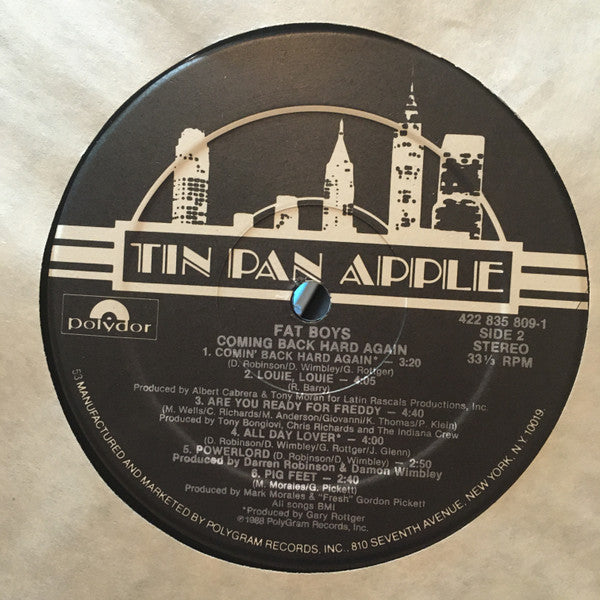 TIN PAN APPLE
polydor
422 835 809-1
SIDE 2
STEREO
33⅓ RPM
FAT BOYS
COMING BACK HARD AGAIN
1. COMIN' BACK HARD AGAIN* — 3:20
(D. Robinson/D. Wimbley/G. Rottger)
2. LOUIE, LOUIE — 4:05
(R. Barry)
Produced by Albert Cabrera & Tony Moran for Latin Rascals Productions, Inc.
3. ARE YOU READY FOR FREDDY — 4:40
(M. Wells/C. Richards/M. Anderson/Giovanni/K. Thomas/P. Klein)
Produced by Tony Bongiovi, Chris Richards and The Indiana Crew
4. ALL DAY LOVER* — 4:00
(D. Robinson/D. Wimbley/G. Rottger/J. Glenn)
5. POWERLORD (D. Robinson/D. Wimbley) — 2:50
Produced by Darren Robinson & Damon Wimbley
6. PIG FEET — 2:40
(M. Morales/G. Pickett)
Produced by Mark Morales & "Fresh" Gordon Pickett
All songs BMI
*Produced by Gary Rottger
℗1988 PolyGram Records, Inc.
53 MANUFACTURED AND MARKETED BY POLYGRAM RECORDS, INC., 810 SEVENTH AVENUE, NEW YORK, N.Y. 10019